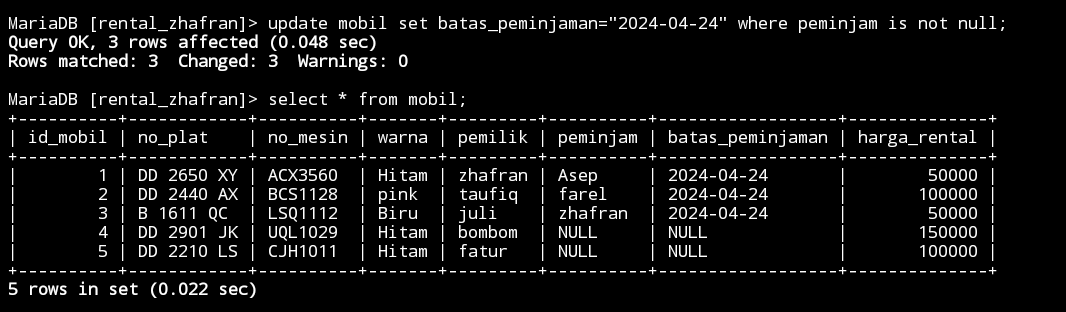 MariaDB [rental_zhafran]> update mobil set batas_peminjaman="2024-04-24" where peminjam is not null;
Query OK, 3 rows affected (0.048 sec)
Rows matched: 3  Changed: 3  Warnings: 0

MariaDB [rental_zhafran]> select * from mobil;
+----------+------------+----------+-------+---------+----------+------------------+--------------+
| id_mobil | no_plat    | no_mesin | warna | pemilik | peminjam | batas_peminjaman | harga_rental |
+----------+------------+----------+-------+---------+----------+------------------+--------------+
|        1 | DD 2650 XY | ACX3560  | Hitam | zhafran | Asep     | 2024-04-24       |        50000 |
|        2 | DD 2440 AX | BCS1128  | pink  | taufiq  | farel    | 2024-04-24       |       100000 |
|        3 | B 1611 QC  | LSQ1112  | Biru  | juli    | zhafran  | 2024-04-24       |        50000 |
|        4 | DD 2901 JK | UQL1029  | Hitam | bombom  | NULL     | NULL             |       150000 |
|        5 | DD 2210 LS | CJH1011  | Hitam | fatur   | NULL     | NULL             |       100000 |
+----------+------------+----------+-------+---------+----------+------------------+--------------+
5 rows in set (0.022 sec)